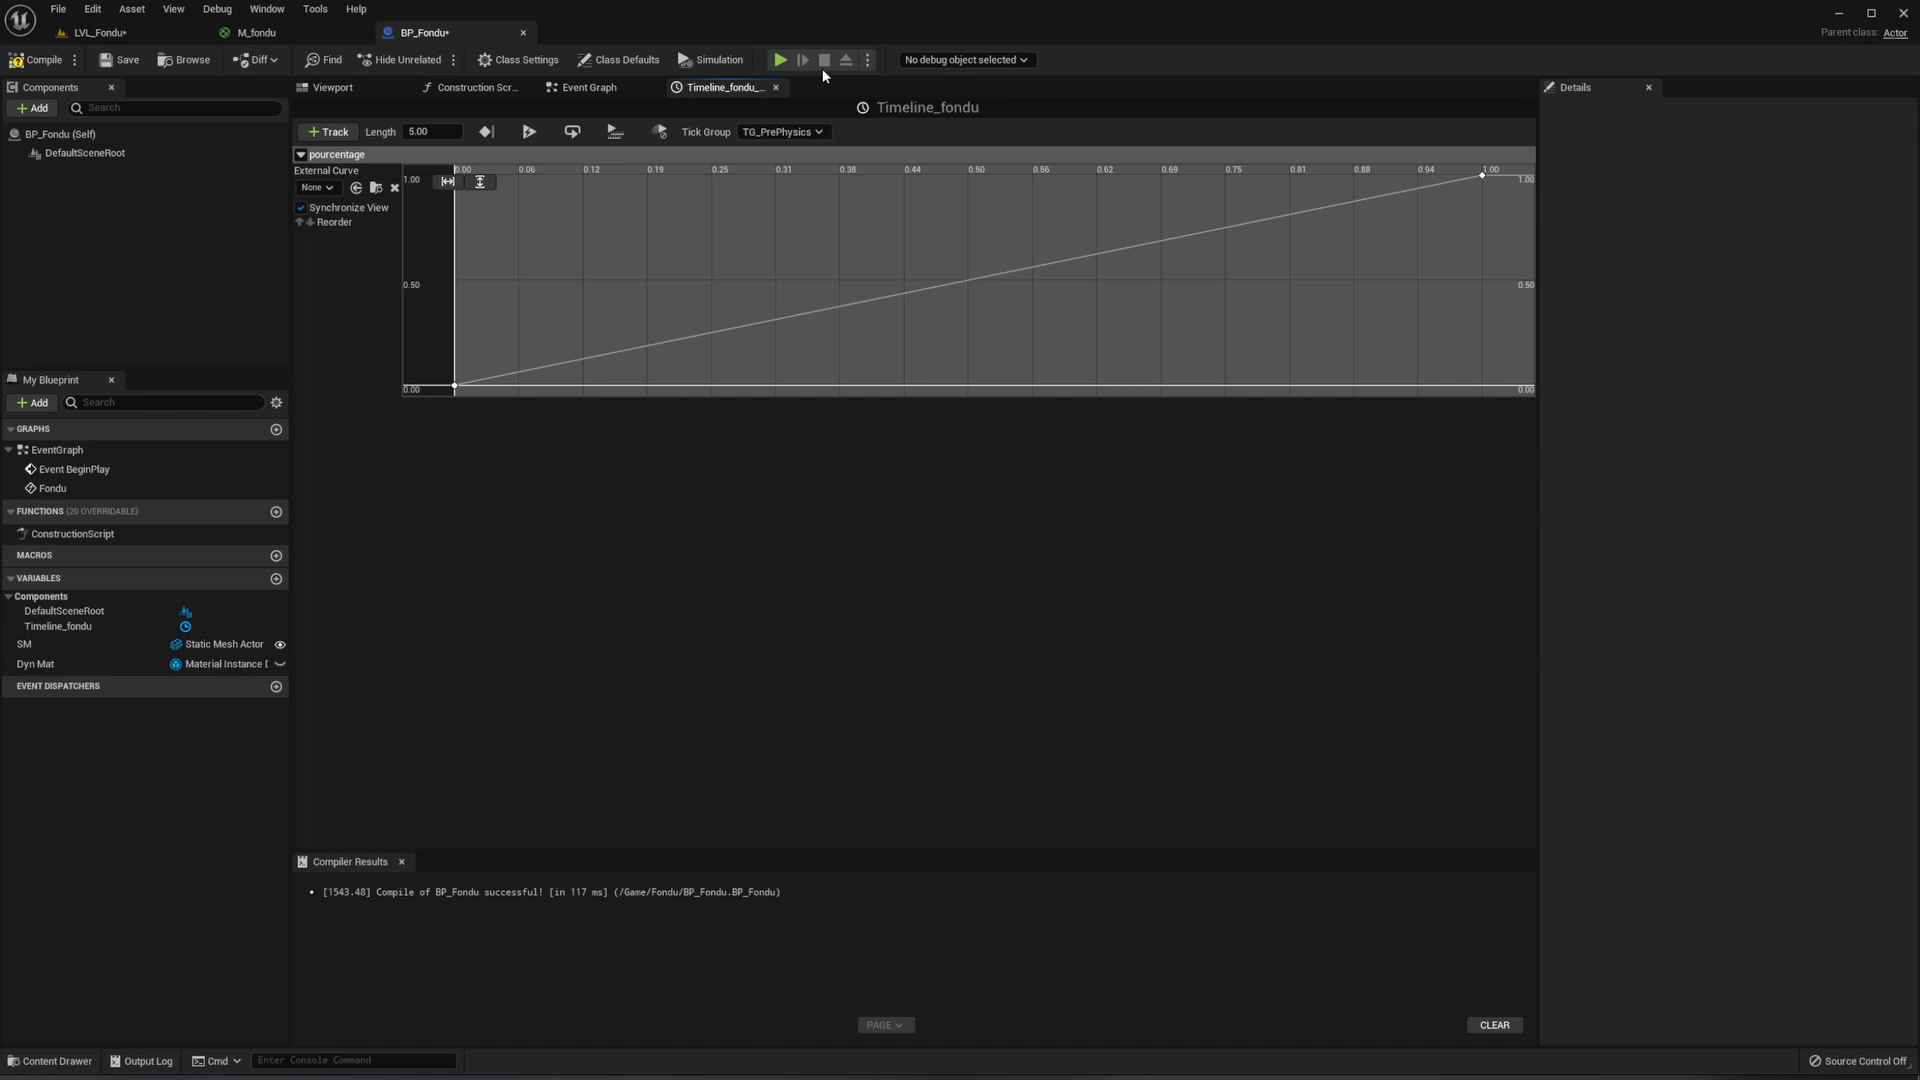 File Edit Asset View Debug Window Tools Help
LVL_Fondu* M_fondu BP_Fondu* Parent class: Actor
Compile Save Browse Diff Find Hide Unrelated Class Settings Class Defaults Simulation No debug object selected
Components Viewport Construction Scr... Event Graph Timeline_fondu_... Details
Add Search Timeline_fondu
BP_Fondu (Self) Track Length 5.00 Tick Group TG_PrePhysics
DefaultSceneRoot pourcentage
External Curve 0.00 0.06 0.12 0.19 0.25 0.31 0.38 0.44 0.50 0.56 0.62 0.69 0.75 0.81 0.88 0.94 1.00
None 1.00 1.00
Synchronize View
Reorder
0.50 0.50
0.00 0.00
My Blueprint
Add Search
GRAPHS
EventGraph
Event BeginPlay
Fondu
FUNCTIONS (20 OVERRIDABLE)
ConstructionScript
MACROS
VARIABLES
Components
DefaultSceneRoot
Timeline_fondu
SM Static Mesh Actor
Dyn Mat Material Instance D
EVENT DISPATCHERS
Compiler Results
[1543.48] Compile of BP_Fondu successful! [in 117 ms] (/Game/Fondu/BP_Fondu.BP_Fondu)
PAGE CLEAR
Content Drawer Output Log Cmd Enter Console Command Source Control Off